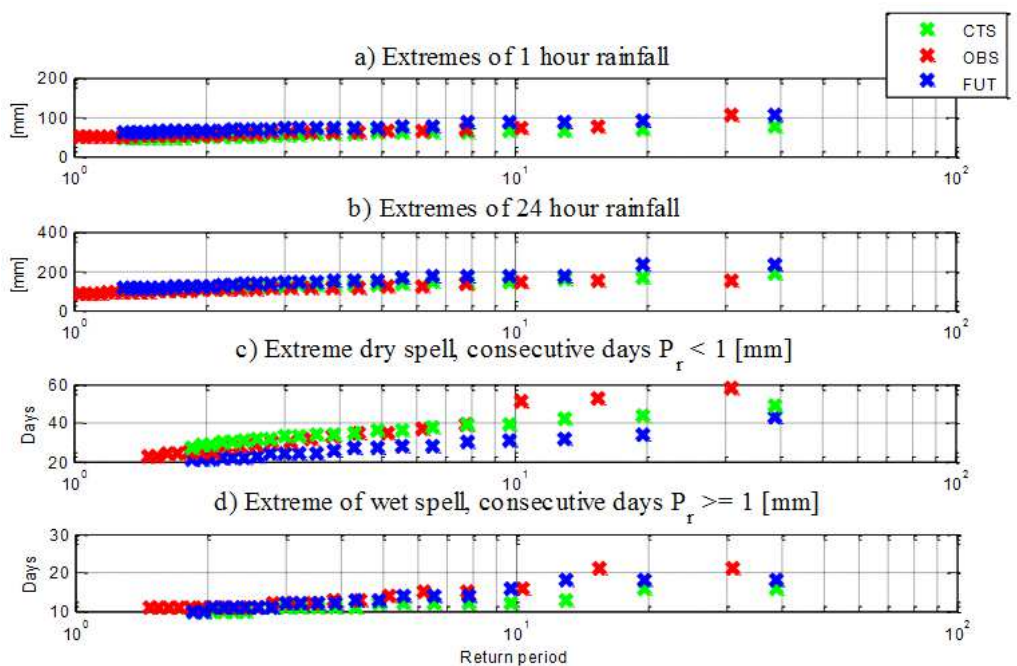 CTS
OBS
FUT
a) Extremes of 1 hour rainfall
[mm]
200
100
0
10^0
10^1
10^2
b) Extremes of 24 hour rainfall
[mm]
400
200
0
10^0
10^1
10^2
c) Extreme dry spell, consecutive days P_r < 1 [mm]
Days
60
40
20
10^0
10^1
10^2
d) Extreme of wet spell, consecutive days P_r >= 1 [mm]
Days
30
20
10
10^0
10^1
10^2
Return period